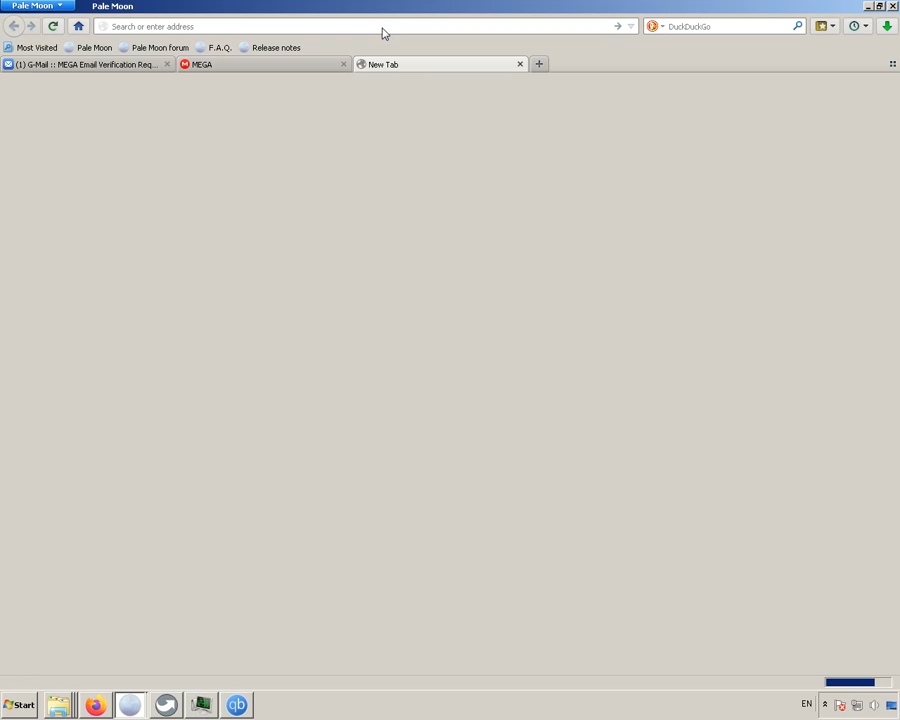 Pale Moon Pale Moon
Search or enter address DuckDuckGo
Most Visited Pale Moon Pale Moon forum F.A.Q. Release notes
(1) G-Mail :: MEGA Email Verification Req... MEGA New Tab
Start qb EN